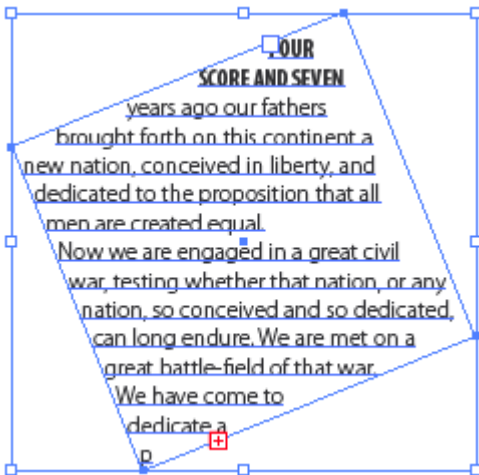 FOUR
SCORE AND SEVEN
years ago our fathers
brought forth on this continent a
new nation, conceived in liberty, and
dedicated to the proposition that all
men are created equal.
Now we are engaged in a great civil
war, testing whether that nation, or any
nation, so conceived and so dedicated,
can long endure. We are met on a
great battle-field of that war.
We have come to
dedicate a
p